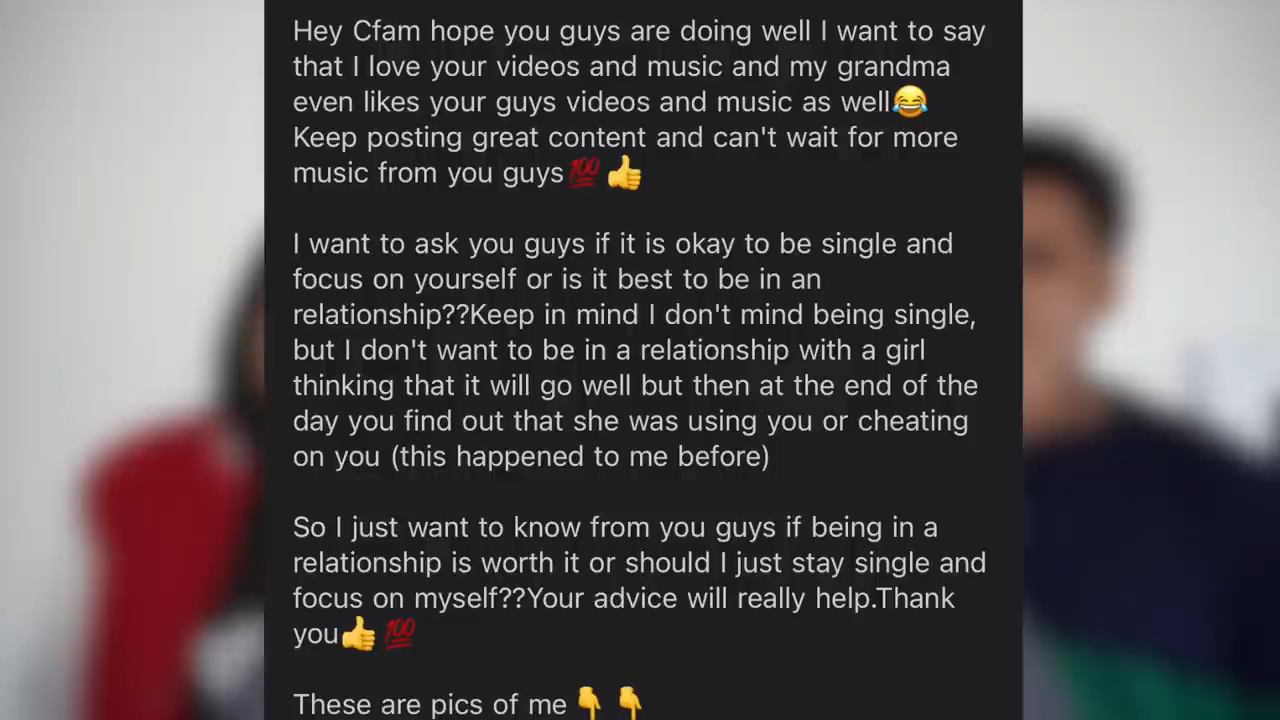 Hey Cfam hope you guys are doing well I want to say
that I love your videos and music and my grandma
even likes your guys videos and music as well😂
Keep posting great content and can't wait for more
music from you guys💯👍
I want to ask you guys if it is okay to be single and
focus on yourself or is it best to be in an
relationship??Keep in mind I don't mind being single,
but I don't want to be in a relationship with a girl
thinking that it will go well but then at the end of the
day you find out that she was using you or cheating
on you (this happened to me before)
So I just want to know from you guys if being in a
relationship is worth it or should I just stay single and
focus on myself??Your advice will really help.Thank
you👍💯
These are pics of me👇👇